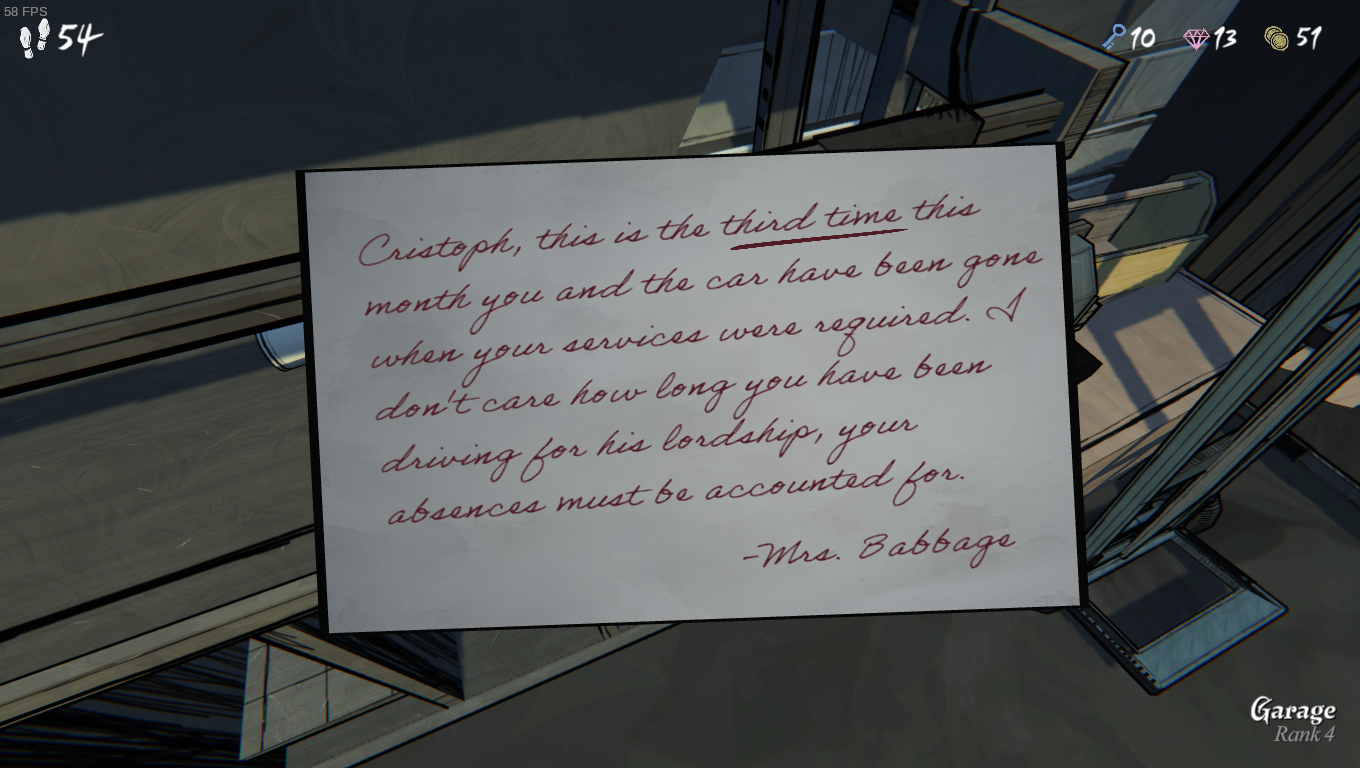 58 FPS
54
10
13
51
Cristoph, this is the third time this
month you and the car have been gone
when your services were required. I
don't care how long you have been
driving for his lordship, your
absences must be accounted for.
-Mrs. Babbage
Garage
Rank 4